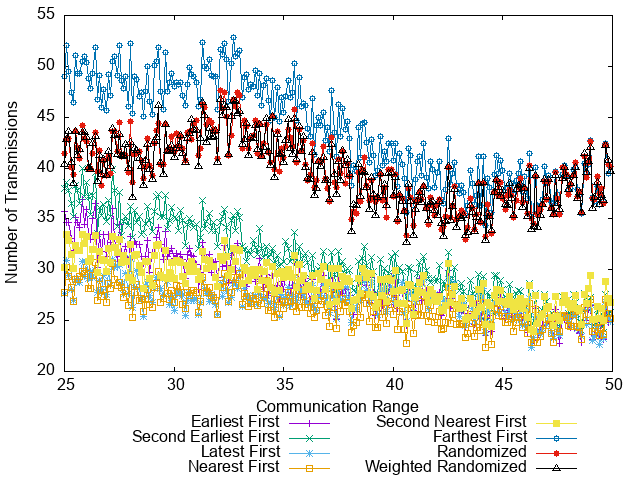 55
50
45
40
35
30
25
20
Number of Transmissions
25 30 35 40 45 50
Communication Range
Earliest First Second Nearest First
Second Earliest First Farthest First
Latest First Randomized
Nearest First Weighted Randomized